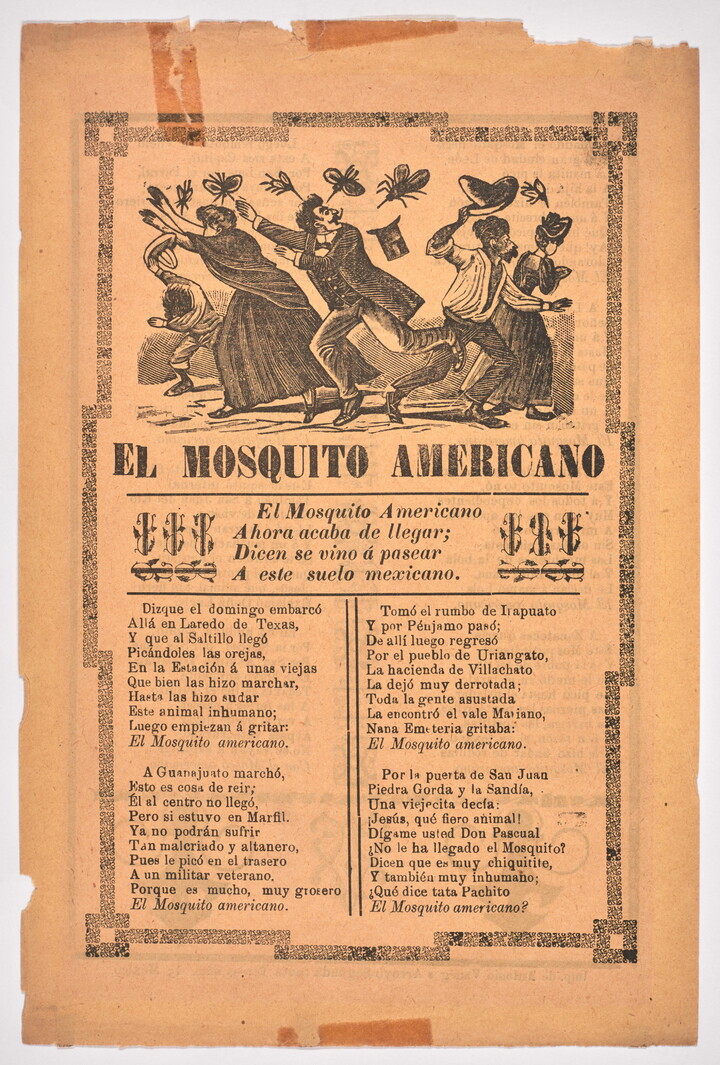 EL MOSQUITO AMERICANO
El Mosquito Americano
Ahora acaba de llegar;
Dicen se vino á pasear
A este suelo mexicano.
Dizque el domingo embarcó
Allá en Laredo de Texas,
Y que al Saltillo llegó
Picándoles las orejas,
En la Estación á unas viejas
Que bien las hizo marchar,
Hasta las hizo sudar
Este animal inhumano;
Luego empiezan á gritar:
El Mosquito americano.
A Guanajuato marchó,
Esto es cosa de reir;
Él al centro no llegó,
Pero si estuvo en Marfil.
Ya no podrán sufrir
Tan malcriado y altanero,
Pues le picó en el trasero
A un militar veterano.
Porque es mucho, muy grosero
El Mosquito americano.
Tomó el rumbo de Irapuato
Y por Pénjamo pasó;
De allí luego regresó
Por el pueblo de Uriangato,
La hacienda de Villachato
La dejó muy derrotada;
Toda la gente asustada
La encontró el vale Mariano,
Nana Emeteria gritaba:
El Mosquito americano.
Por la puerta de San Juan
Piedra Gorda y la Sandía,
Una viejecita decía:
¡Jesús, qué fiero animal!
Dígame usted Don Pascual
¿No le ha llegado el Mosquito?
Dicen que es muy chiquitite,
Y también muy inhumano;
¿Qué dice tata Pachito
El Mosquito americano?